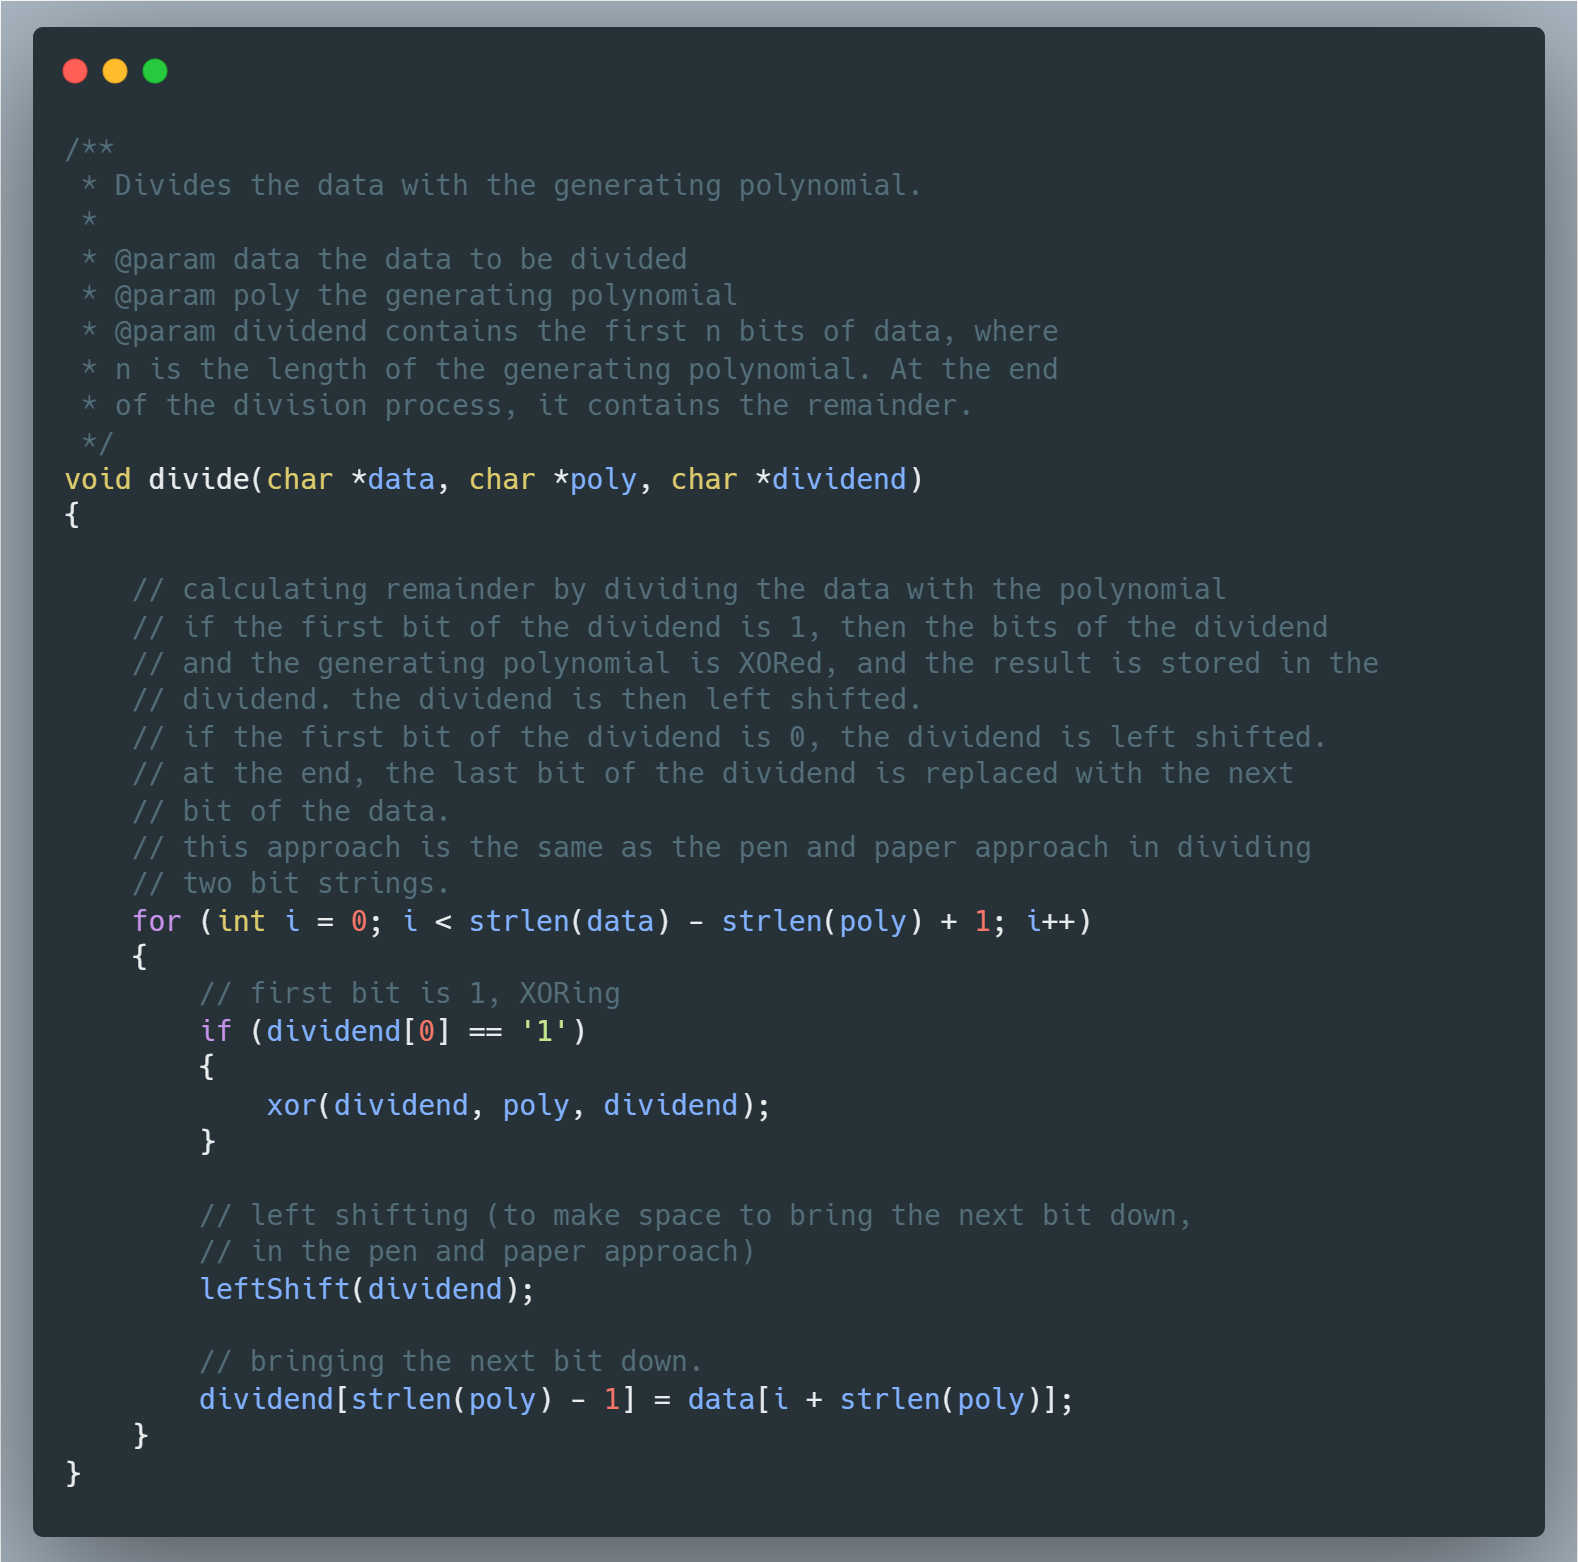 /**
 * Divides the data with the generating polynomial.
 *
 * @param data the data to be divided
 * @param poly the generating polynomial
 * @param dividend contains the first n bits of data, where
 * n is the length of the generating polynomial. At the end
 * of the division process, it contains the remainder.
 */
void divide(char *data, char *poly, char *dividend)
{

    // calculating remainder by dividing the data with the polynomial
    // if the first bit of the dividend is 1, then the bits of the dividend
    // and the generating polynomial is XORed, and the result is stored in the
    // dividend. the dividend is then left shifted.
    // if the first bit of the dividend is 0, the dividend is left shifted.
    // at the end, the last bit of the dividend is replaced with the next
    // bit of the data.
    // this approach is the same as the pen and paper approach in dividing
    // two bit strings.
    for (int i = 0; i < strlen(data) - strlen(poly) + 1; i++)
    {
        // first bit is 1, XORing
        if (dividend[0] == '1')
        {
            xor(dividend, poly, dividend);
        }

        // left shifting (to make space to bring the next bit down,
        // in the pen and paper approach)
        leftShift(dividend);

        // bringing the next bit down.
        dividend[strlen(poly) - 1] = data[i + strlen(poly)];
    }
}